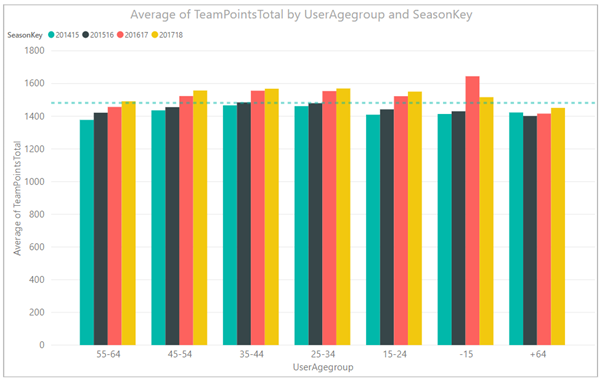 Average of TeamPointsTotal by UserAgegroup and SeasonKey
SeasonKey 201415 201516 201617 201718
1800
1600
1400
1200
1000
800
600
400
200
0
Average of TeamPointsTotal
55-64 45-54 35-44 25-34 15-24 -15 +64
UserAgegroup